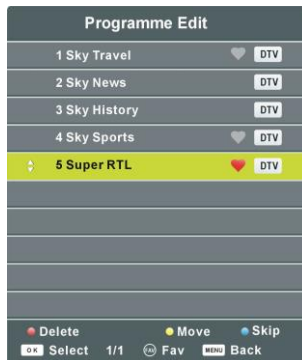 Programme Edit
1 Sky Travel DTV
2 Sky News DTV
3 Sky History DTV
4 Sky Sports DTV
5 Super RTL DTV
Delete Move Skip
OK Select 1/1 FAV Fav MENU Back